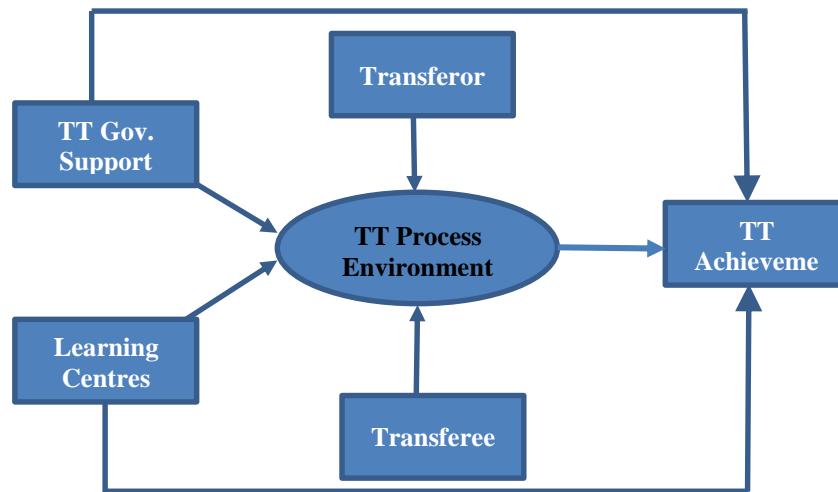 Transferor
TT Gov.
Support
TT Process
Environment
TT
Achieveme
Learning
Centres
Transferee